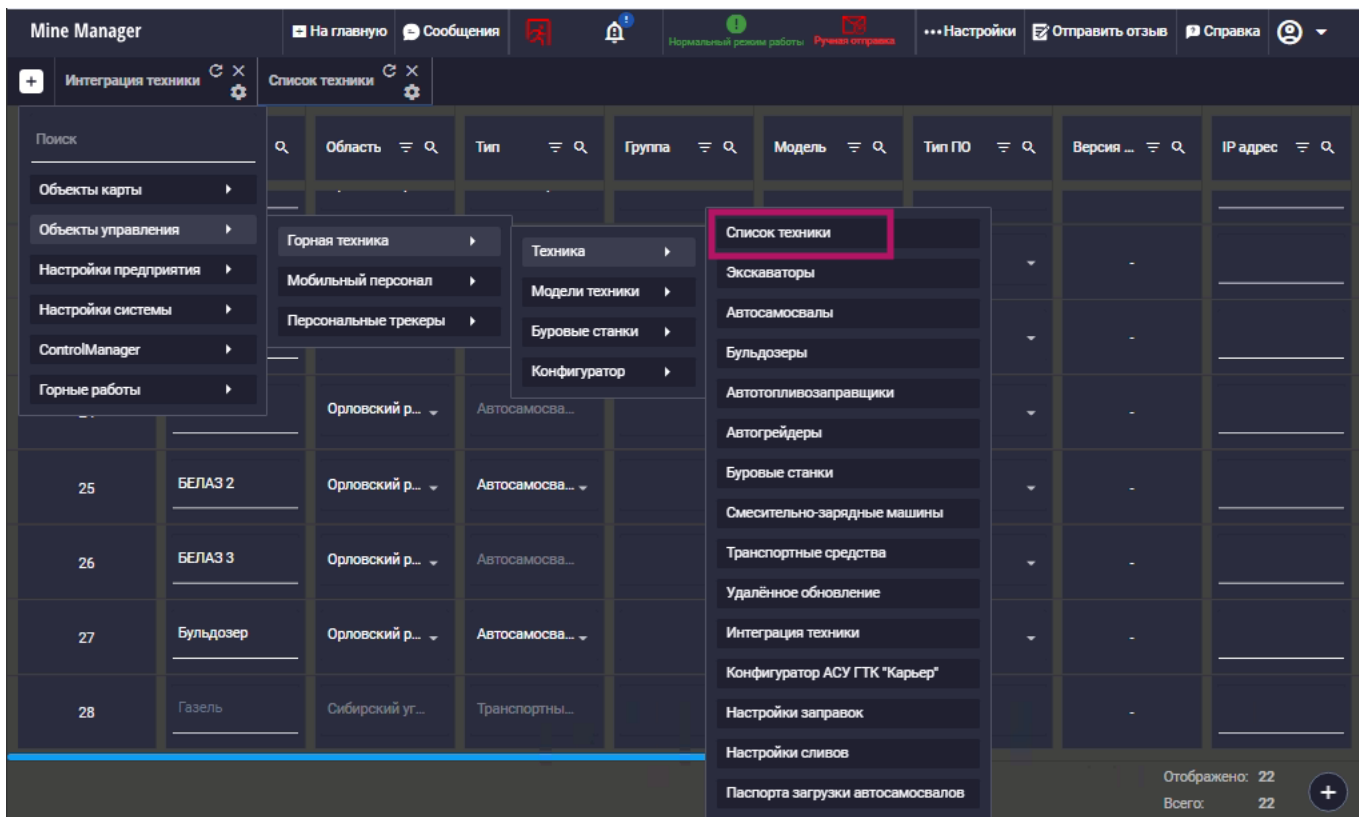 Mine Manager
На главную
Сообщения
Нормальный режим работы
Ручная отправка
Настройки
Отправить отзыв
Справка
Интеграция техники
Список техники
Поиск
Область
Тип
Группа
Модель
Тип ПО
Версия ...
IP адрес
Объекты карты
Объекты управления
Настройки предприятия
Настройки системы
ControlManager
Горные работы
Горная техника
Мобильный персонал
Персональные трекеры
Техника
Модели техники
Буровые станки
Конфигуратор
Список техники
Экскаваторы
Автосамосвалы
Бульдозеры
Автотопливозаправщики
Автогрейдеры
Буровые станки
Смесительно-зарядные машины
Транспортные средства
Удалённое обновление
Интеграция техники
Конфигуратор АСУ ГТК "Карьер"
Настройки заправок
Настройки сливов
Паспорта загрузки автосамосвалов
-
-
Орловский р... Автосамосва... -
25 БЕЛАЗ 2 Орловский р... Автосамосва... -
26 БЕЛАЗ 3 Орловский р... Автосамосва... -
27 Бульдозер Орловский р... Автосамосва... -
28 Газель Сибирский уг... Транспортны... -
Отображено: 22
Всего: 22